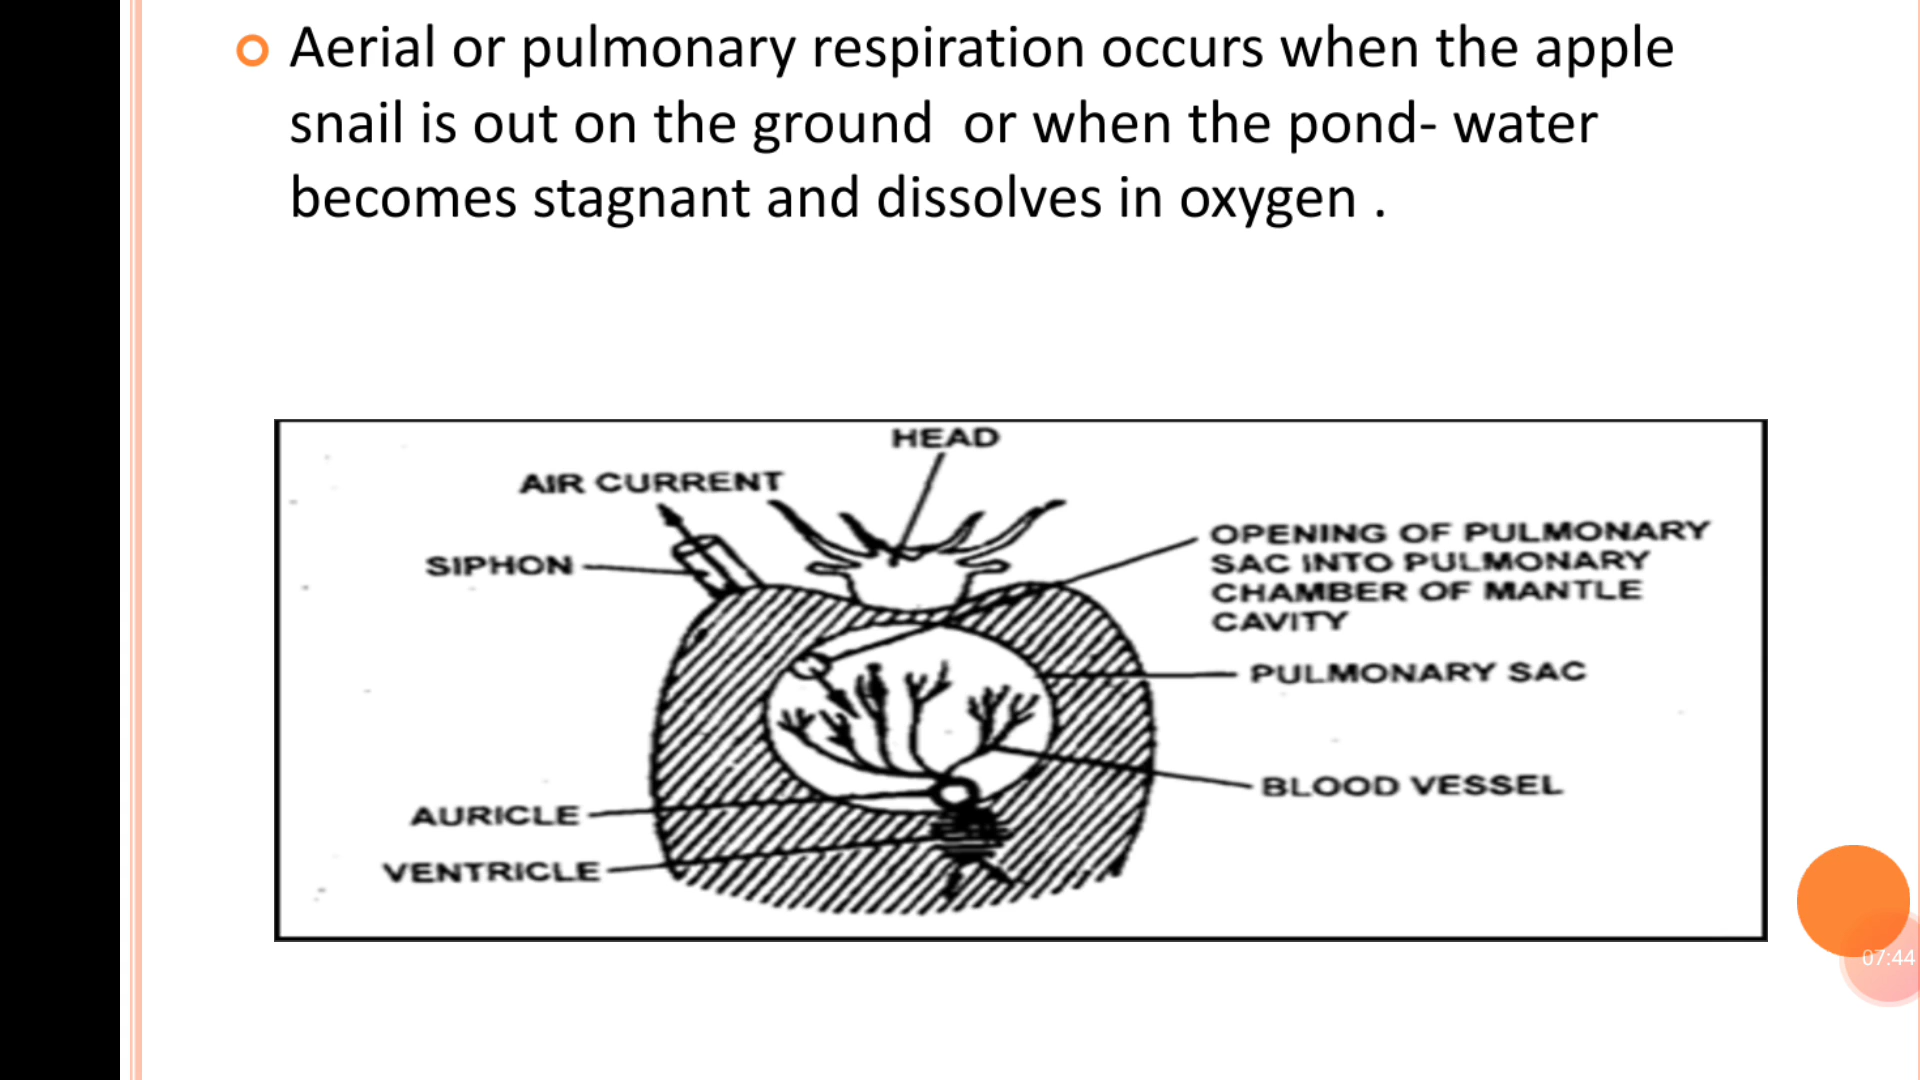 Aerial or pulmonary respiration occurs when the apple
snail is out on the ground  or when the pond- water
becomes stagnant and dissolves in oxygen .
HEAD
AIR CURRENT
SIPHON
OPENING OF PULMONARY
SAC INTO PULMONARY
CHAMBER OF MANTLE
CAVITY
PULMONARY SAC
BLOOD VESSEL
AURICLE
VENTRICLE
07:44